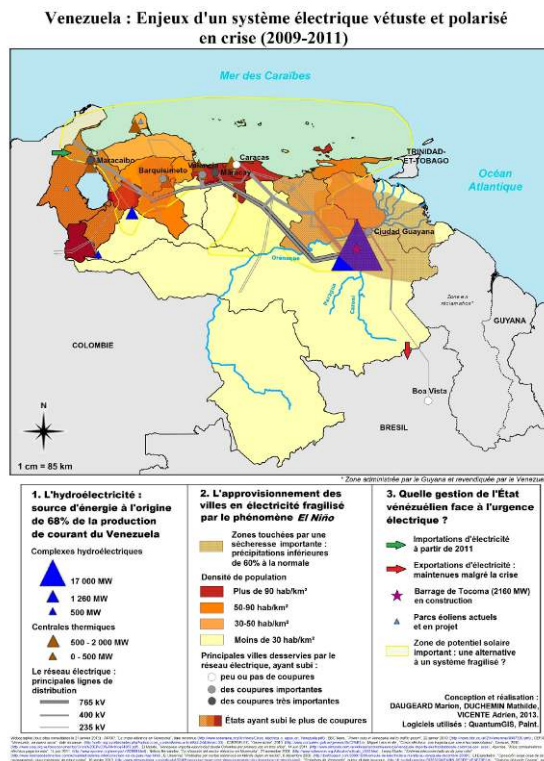 Venezuela : Enjeux d'un système électrique vétuste et polarisé
en crise (2009-2011)
Mer des Caraïbes
Maracaibo
Barquisimeto
Caracas
Maracay
TRINIDAD-
ET-TOBAGO
Océan
Atlantique
Ciudad Guayana
Orénoque
Paragua
Caroni
Zone en
réclamation*
GUYANA
COLOMBIE
Boa Vista
BRESIL
N
1 cm = 85 km
* Zone administrée par le Guyana et revendiquée par le Venezuela
1. L'hydroélectricité :
source d'énergie à l'origine
de 68% de la production
de courant du Venezuela
Complexes hydroélectriques
17 000 MW
1 260 MW
500 MW
Centrales thermiques
500 - 2 000 MW
0 - 500 MW
Le réseau électrique :
principales lignes de
distribution
765 kV
400 kV
235 kV
2. L'approvisionnement des
villes en électricité fragilisé
par le phénomène El Niño
Zones touchées par une
sécheresse importante ;
précipitations inférieures
de 60% à la normale
Densité de population
Plus de 90 hab/km²
50-90 hab/km²
30-50 hab/km²
Moins de 30 hab/km²
Principales villes desservies par le
réseau électrique, ayant subi :
peu ou pas de coupures
des coupures importantes
des coupures très importantes
États ayant subi le plus de coupures
3. Quelle gestion de l'État
vénézuélien face à l'urgence
électrique ?
Importations d'électricité
à partir de 2011
Exportations d'électricité :
maintenues malgré la crise
Barrage de Tocoma (2160 MW)
en construction
Parcs éoliens actuels
et en projet
Zone de potentiel solaire
important : une alternative
à un système fragilisé ?
Conception et réalisation :
DAUGEARD Marion, DUCHEMIN Mathilde,
VICENTE Adrien, 2013.
Logiciels utilisés : QuantumGIS, Paint.